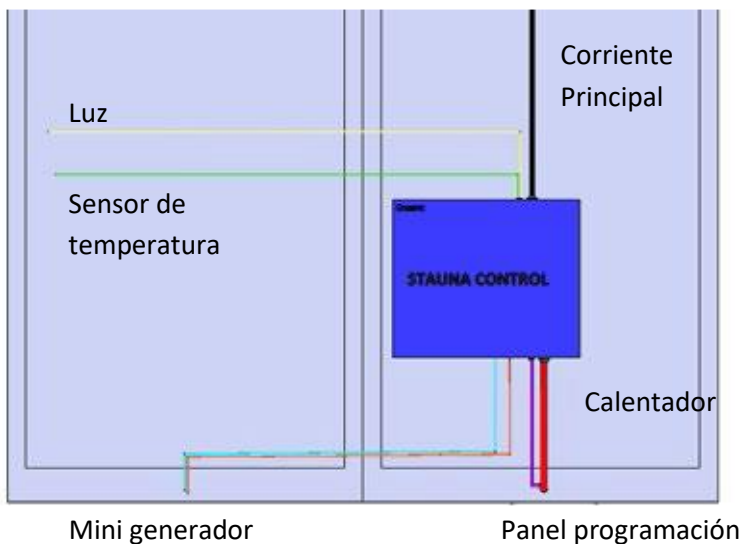 Corriente
Principal
Luz
Sensor de
temperatura
STAUNA CONTROL
Calentador
Mini generador
Panel programación